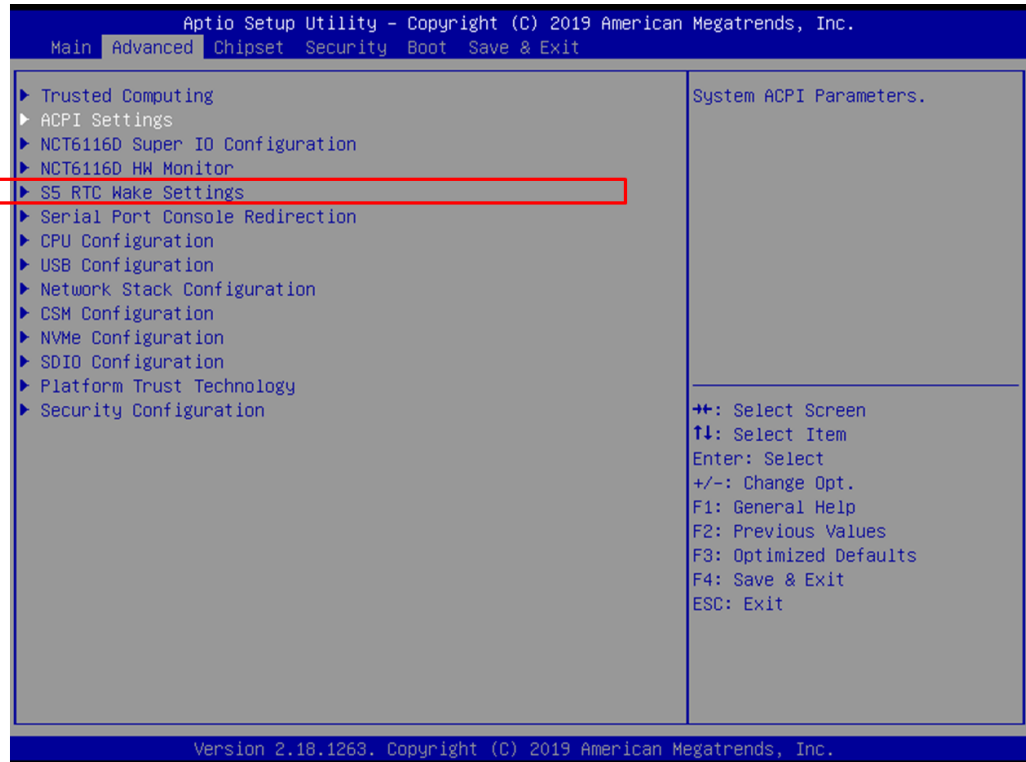 Aptio Setup Utility – Copyright (C) 2019 American Megatrends, Inc.
Main Advanced Chipset Security Boot Save & Exit
Trusted Computing
ACPI Settings
NCT6116D Super IO Configuration
NCT6116D HW Monitor
S5 RTC Wake Settings
Serial Port Console Redirection
CPU Configuration
USB Configuration
Network Stack Configuration
CSM Configuration
NVMe Configuration
SDIO Configuration
Platform Trust Technology
Security Configuration
System ACPI Parameters.
→←: Select Screen
↑↓: Select Item
Enter: Select
+/-: Change Opt.
F1: General Help
F2: Previous Values
F3: Optimized Defaults
F4: Save & Exit
ESC: Exit
Version 2.18.1263. Copyright (C) 2019 American Megatrends, Inc.